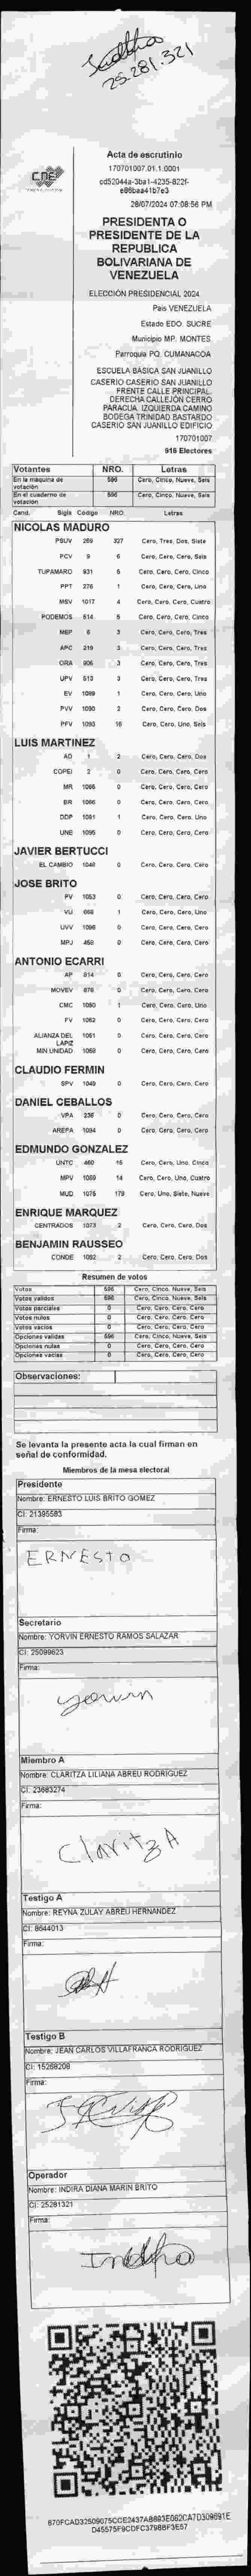 Indhia
25.281.321
CNE
Acta de escrutinio
170701007.01.1.0001
cd52044a-3ba1-4235-822f-
e86baa41b7e3
28/07/2024 07:08:56 PM
PRESIDENTA O
PRESIDENTE DE LA
REPUBLICA
BOLIVARIANA DE
VENEZUELA
ELECCIÓN PRESIDENCIAL 2024
Pais VENEZUELA
Estado EDO. SUCRE
Municipio MP. MONTES
Parroquia PQ. CUMANACOA
ESCUELA BÁSICA SAN JUANILLO
CASERIO CASERIO SAN JUANILLO
FRENTE CALLE PRINCIPAL.
DERECHA CALLEJÓN CERRO
PARACUA. IZQUIERDA CAMINO
BODEGA TRINIDAD BASTARDO
CASERIO SAN JUANILLO EDIFICIO
170701007
916 Electores
Votantes NRO. Letras
En la máquina de votación 596 Cero, Cinco, Nueve, Seis
En el cuaderno de votación 596 Cero, Cinco, Nueve, Seis
Cand. Sigla Código NRO. Letras
NICOLAS MADURO
PSUV 269 327 Cero, Tres, Dos, Siete
PCV 9 6 Cero, Cero, Cero, Seis
TUPAMARO 931 5 Cero, Cero, Cero, Cinco
PPT 276 1 Cero, Cero, Cero, Uno
MSV 1017 4 Cero, Cero, Cero, Cuatro
PODEMOS 514 5 Cero, Cero, Cero, Cinco
MEP 6 3 Cero, Cero, Cero, Tres
APC 219 3 Cero, Cero, Cero, Tres
ORA 906 3 Cero, Cero, Cero, Tres
UPV 513 3 Cero, Cero, Cero, Tres
EV 1089 1 Cero, Cero, Cero, Uno
PVV 1090 2 Cero, Cero, Cero, Dos
PFV 1093 16 Cero, Cero, Uno, Seis
LUIS MARTINEZ
AD 1 2 Cero, Cero, Cero, Dos
COPEI 2 0 Cero, Cero, Cero, Cero
MR 1065 0 Cero, Cero, Cero, Cero
BR 1066 0 Cero, Cero, Cero, Cero
DDP 1091 1 Cero, Cero, Cero, Uno
UNE 1095 0 Cero, Cero, Cero, Cero
JAVIER BERTUCCI
EL CAMBIO 1048 0 Cero, Cero, Cero, Cero
JOSE BRITO
PV 1053 0 Cero, Cero, Cero, Cero
VU 668 1 Cero, Cero, Cero, Uno
UVV 1096 0 Cero, Cero, Cero, Cero
MPJ 458 0 Cero, Cero, Cero, Cero
ANTONIO ECARRI
AP 914 0 Cero, Cero, Cero, Cero
MOVEV 878 0 Cero, Cero, Cero, Cero
CMC 1050 1 Cero, Cero, Cero, Uno
FV 1062 0 Cero, Cero, Cero, Cero
ALIANZA DEL LAPIZ 1061 0 Cero, Cero, Cero, Cero
MIN UNIDAD 1058 0 Cero, Cero, Cero, Cero
CLAUDIO FERMIN
SPV 1049 0 Cero, Cero, Cero, Cero
DANIEL CEBALLOS
VPA 236 0 Cero, Cero, Cero, Cero
AREPA 1094 0 Cero, Cero, Cero, Cero
EDMUNDO GONZALEZ
UNTC 460 15 Cero, Cero, Uno, Cinco
MPV 1069 14 Cero, Cero, Uno, Cuatro
MUD 1075 179 Cero, Uno, Siete, Nueve
ENRIQUE MARQUEZ
CENTRADOS 1073 2 Cero, Cero, Cero, Dos
BENJAMIN RAUSSEO
CONDE 1092 2 Cero, Cero, Cero, Dos
Resumen de votos
Votos 596 Cero, Cinco, Nueve, Seis
Votos validos 596 Cero, Cinco, Nueve, Seis
Votos parciales 0 Cero, Cero, Cero, Cero
Votos nulos 0 Cero, Cero, Cero, Cero
Votos vacíos 0 Cero, Cero, Cero, Cero
Opciones validas 596 Cero, Cinco, Nueve, Seis
Opciones nulas 0 Cero, Cero, Cero, Cero
Opciones vacías 0 Cero, Cero, Cero, Cero
Observaciones:
Se levanta la presente acta la cual firman en
señal de conformidad.
Miembros de la mesa electoral
Presidente
Nombre: ERNESTO LUIS BRITO GOMEZ
CI: 21395583
Firma:
ERNESTO
Secretario
Nombre: YORVIN ERNESTO RAMOS SALAZAR
CI: 25099623
Firma:
Yorvin
Miembro A
Nombre: CLARITZA LILIANA ABREU RODRIGUEZ
CI: 23683274
Firma:
ClaritzA
Testigo A
Nombre: REYNA ZULAY ABREU HERNANDEZ
CI: 8644013
Firma:
Testigo B
Nombre: JEAN CARLOS VILLAFRANCA RODRIGUEZ
CI: 15268208
Firma:
Operador
Nombre: INDIRA DIANA MARIN BRITO
CI: 25281321
Firma:
670FCAD32509075CCE2437AB893E062CA7D309691E
D45575F9CDFC3798BF3E57